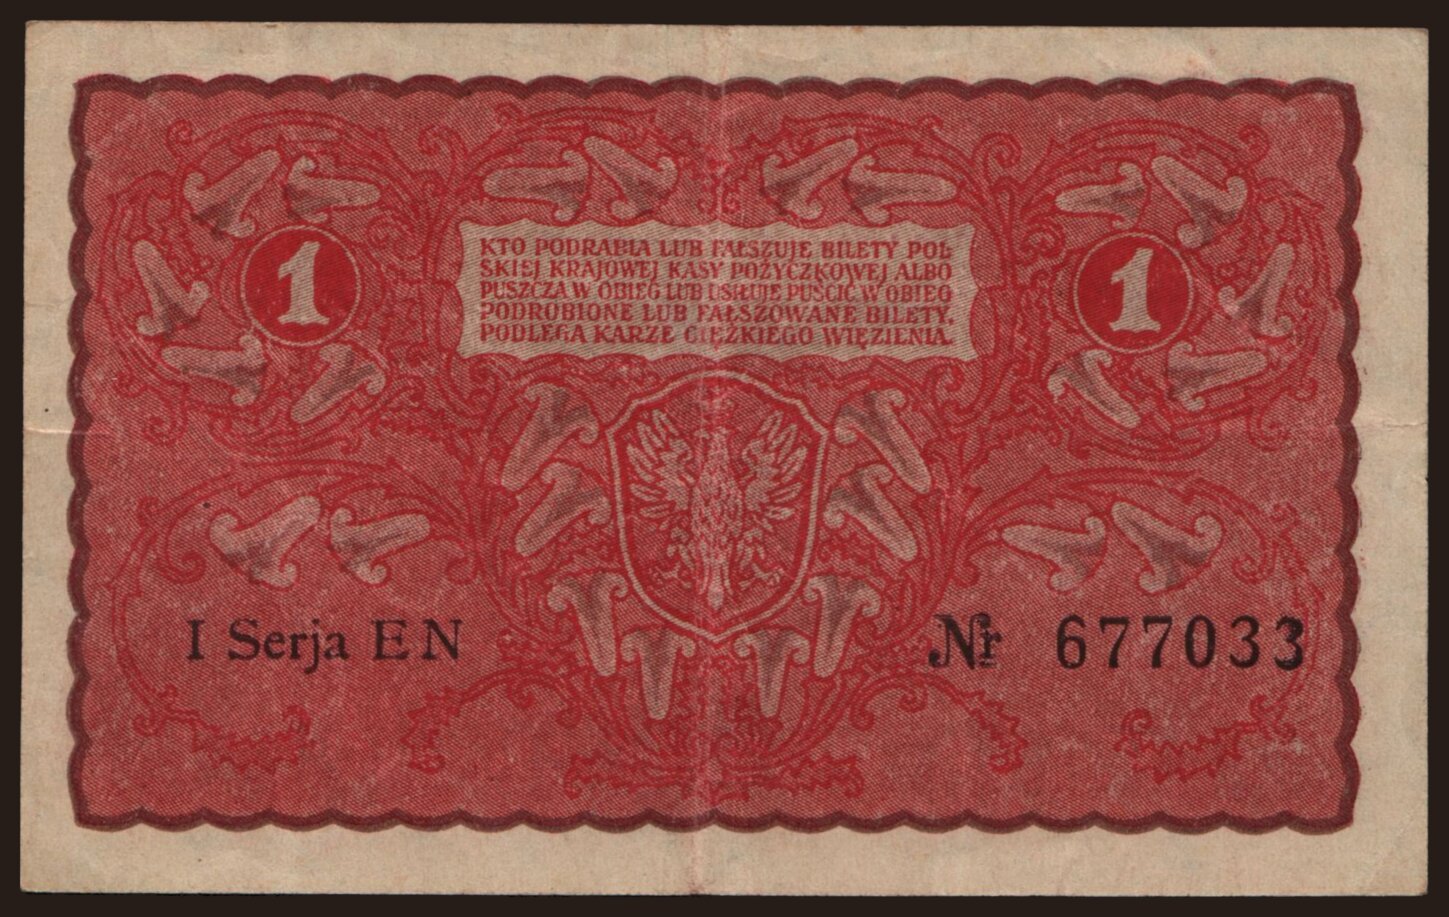 KTO PODRABIA LUB FAŁSZUJE BILETY POL
SKIEJ KRAJOWEJ KASY POŻYCZKOWEJ ALBO
PUSZCZA W OBIEG LUB USIŁUJE PUŚCIĆ W OBIEG
PODROBIONE LUB FAŁSZOWANE BILETY,
PODLEGA KARZE CIĘŻKIEGO WIĘZIENIA.
1 1
I Serja EN Nr 677033